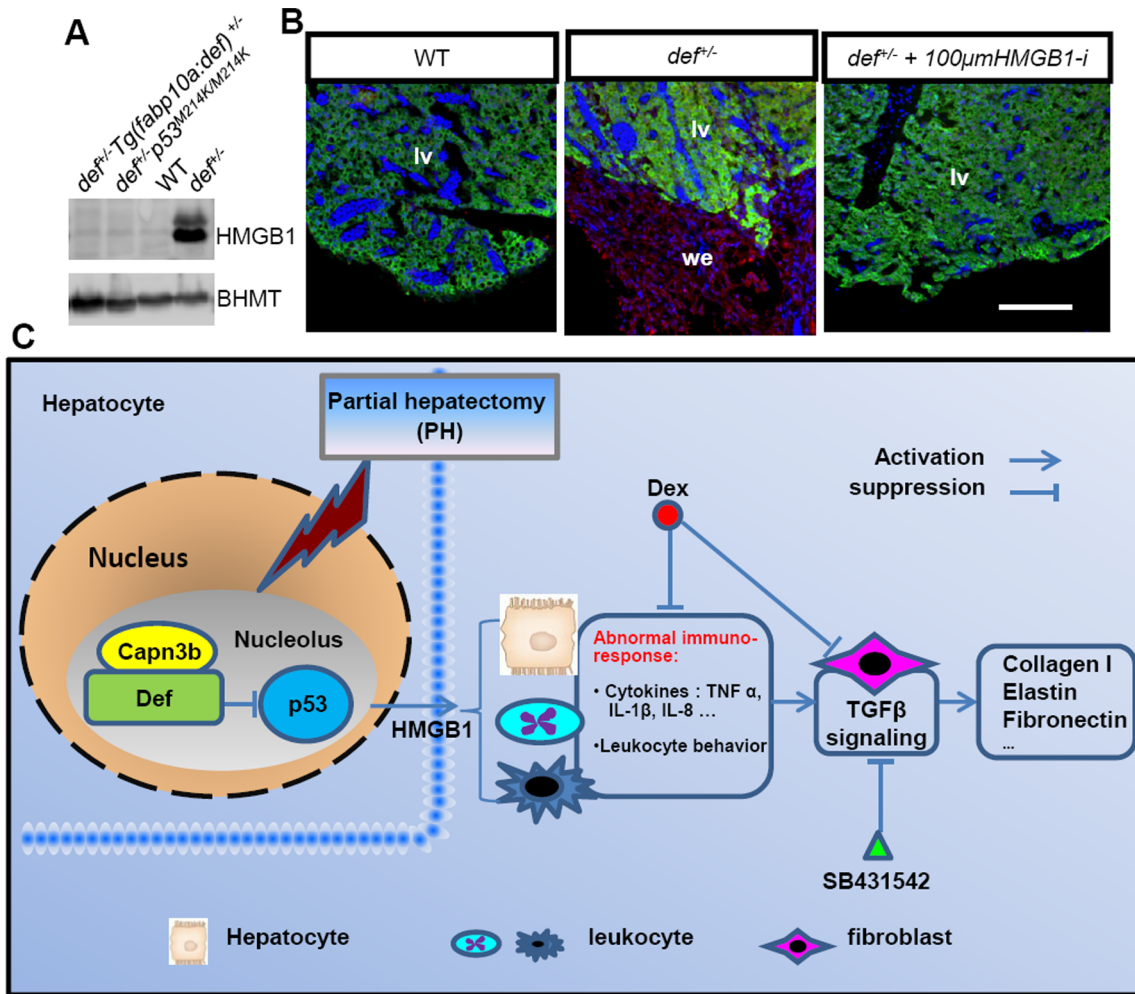 A
def+/-Tg(fabp10a:def)+/-
def+/-p53M214K/M214K
WT
def+/-
HMGB1
BHMT
B
WT
def+/-
def+/- + 100µmHMGB1-i
lv
lv
lv
we
C
Hepatocyte
Partial hepatectomy
(PH)
Activation
suppression
Dex
Nucleus
Nucleolus
Capn3b
Def
p53
HMGB1
Abnormal immuno-
response:
• Cytokines : TNF α,
IL-1β, IL-8 ...
•Leukocyte behavior
TGFβ
signaling
Collagen I
Elastin
Fibronectin
...
SB431542
Hepatocyte
leukocyte
fibroblast